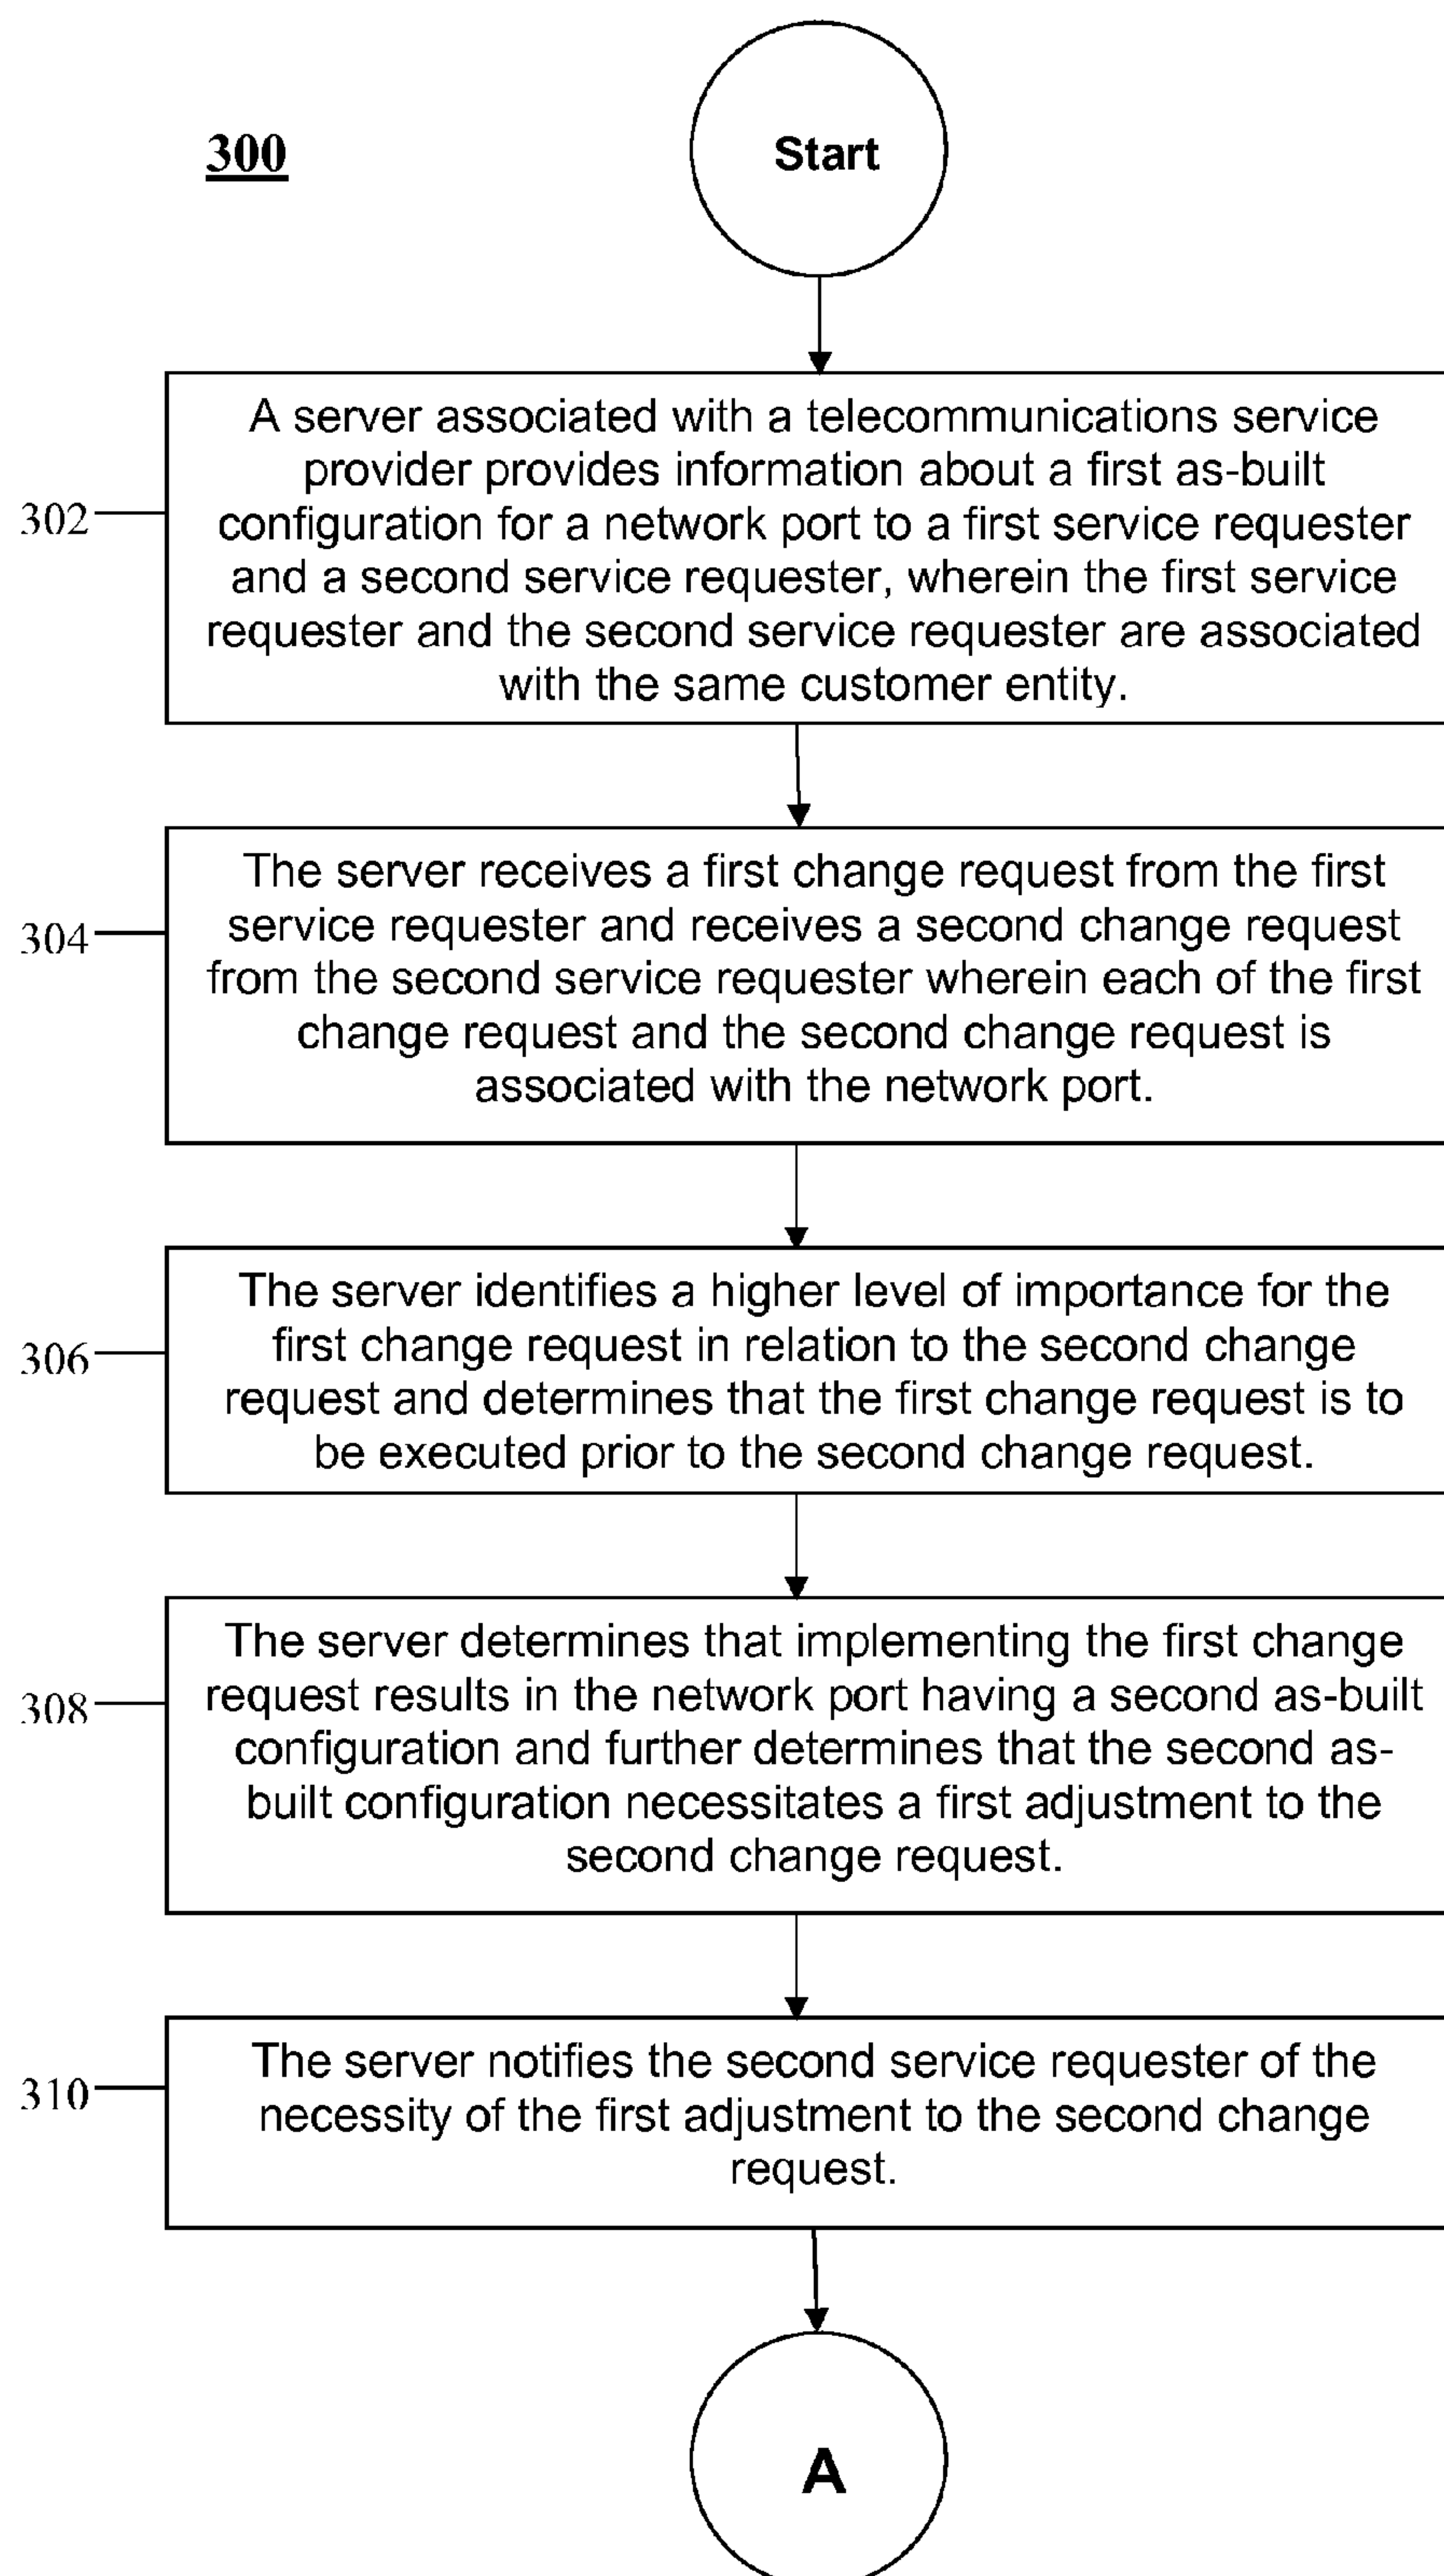 300
Start
A server associated with a telecommunications service
provider provides information about a first as-built
configuration for a network port to a first service requester
and a second service requester, wherein the first service
requester and the second service requester are associated
with the same customer entity.
302
The server receives a first change request from the first
service requester and receives a second change request
from the second service requester wherein each of the first
change request and the second change request is
associated with the network port.
304
The server identifies a higher level of importance for the
first change request in relation to the second change
request and determines that the first change request is to
be executed prior to the second change request.
306
The server determines that implementing the first change
request results in the network port having a second as-built
configuration and further determines that the second as-
built configuration necessitates a first adjustment to the
second change request.
308
The server notifies the second service requester of the
necessity of the first adjustment to the second change
request.
310
A